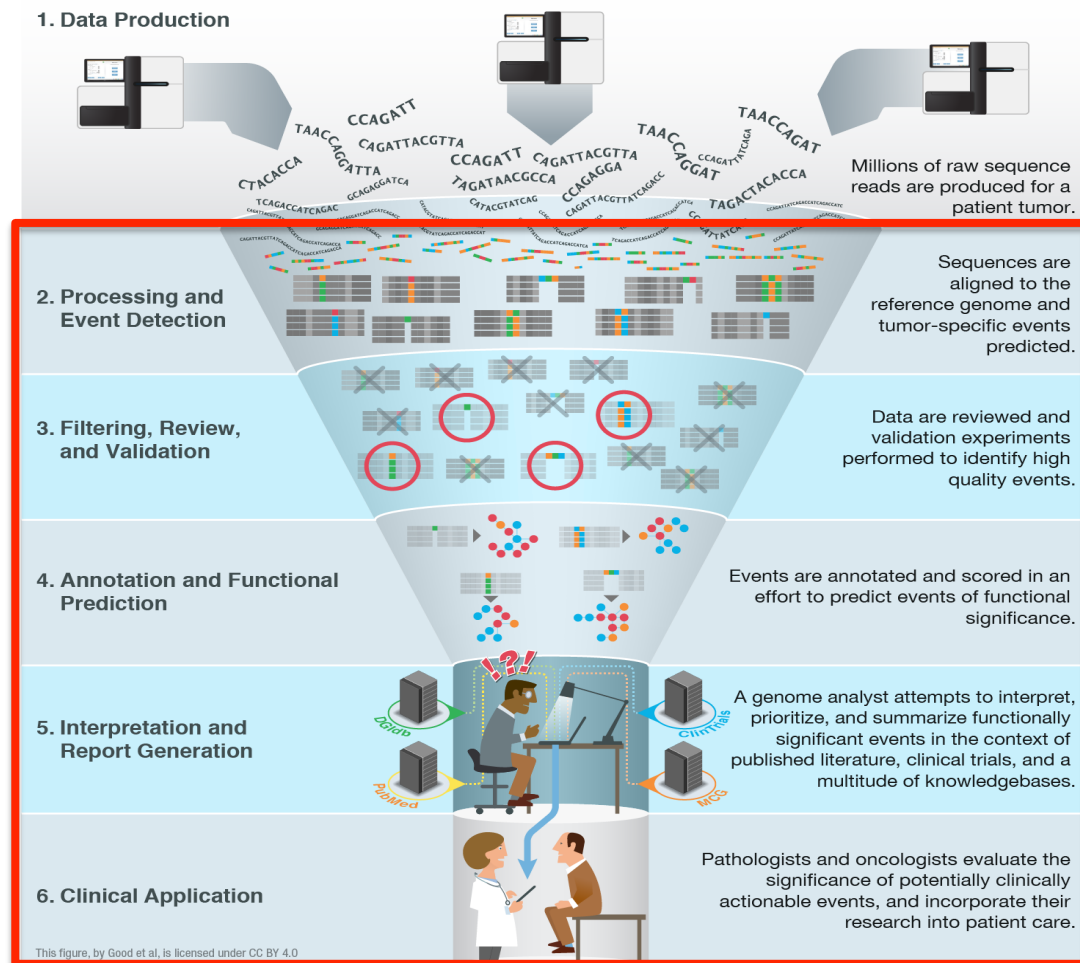 1. Data Production
CCAGATT
TAACCAGGATTA
CAGATTACGTTA
CTACACCA
GCAGAGGATCA
CCAGATT
CAGATTACGTTA
TAGATAACGCCA
CCAGAGGA
TAACCAGGAT
CCAGATTATCAGA
TAACCAGAT
TAGACTACACCA
TCAGACCATCAGAC
CATACGTATCAG
CAGATTACGTTATCAGACC
Millions of raw sequence
reads are produced for a
patient tumor.
2. Processing and
Event Detection
Sequences are
aligned to the
reference genome and
tumor-specific events
predicted.
3. Filtering, Review,
and Validation
Data are reviewed and
validation experiments
performed to identify high
quality events.
4. Annotation and Functional
Prediction
Events are annotated and scored in an
effort to predict events of functional
significance.
!?!
5. Interpretation and
Report Generation
DGIdb
PubMed
ClinTrials
MCG
A genome analyst attempts to interpret,
prioritize, and summarize functionally
significant events in the context of
published literature, clinical trials, and a
multitude of knowledgebases.
6. Clinical Application
Pathologists and oncologists evaluate the
significance of potentially clinically
actionable events, and incorporate their
research into patient care.
This figure, by Good et al, is licensed under CC BY 4.0